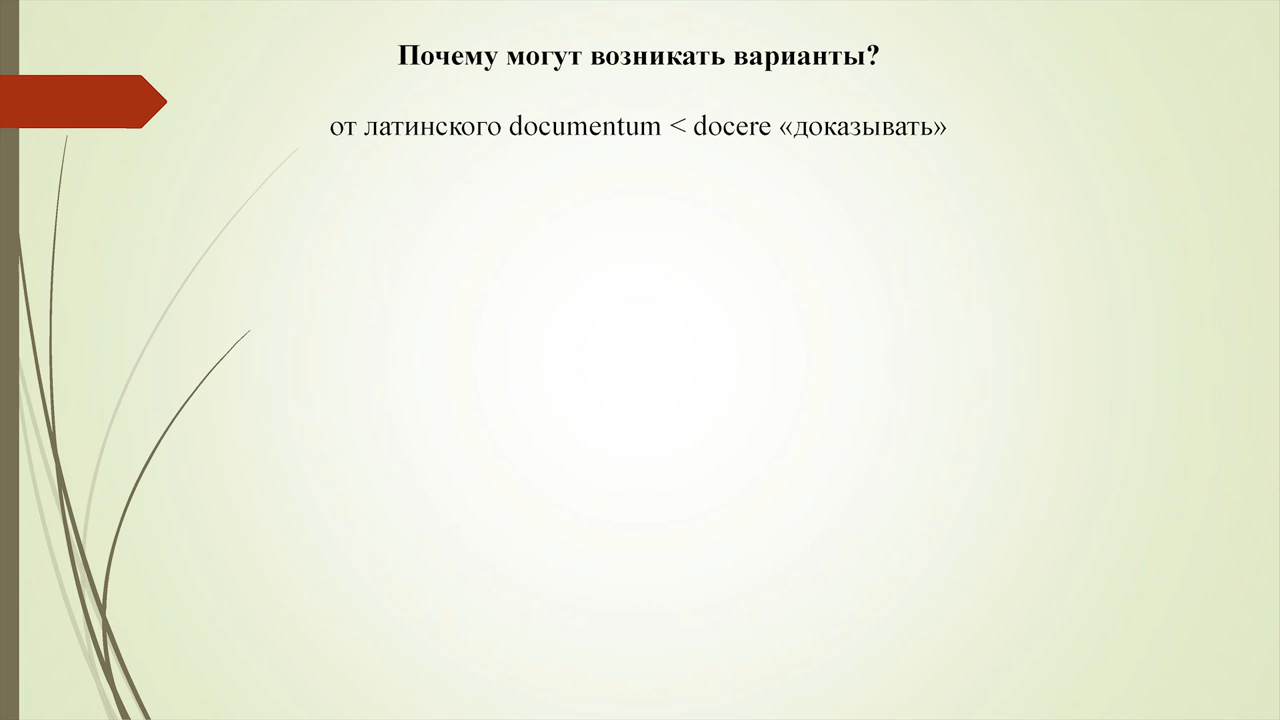 Почему могут возникать варианты?
от латинского documentum < docere «доказывать»